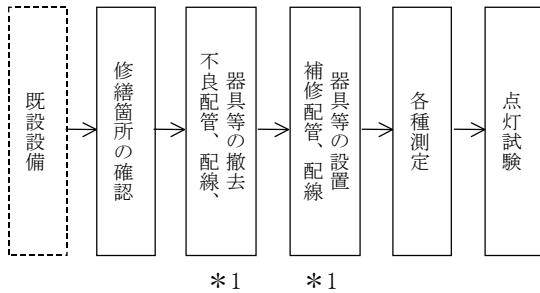 既設設備
修繕箇所の確認
器具等の撤去
不良配管、配線、
器具等の設置
補修配管、配線
各種測定
点灯試験
＊1
＊1